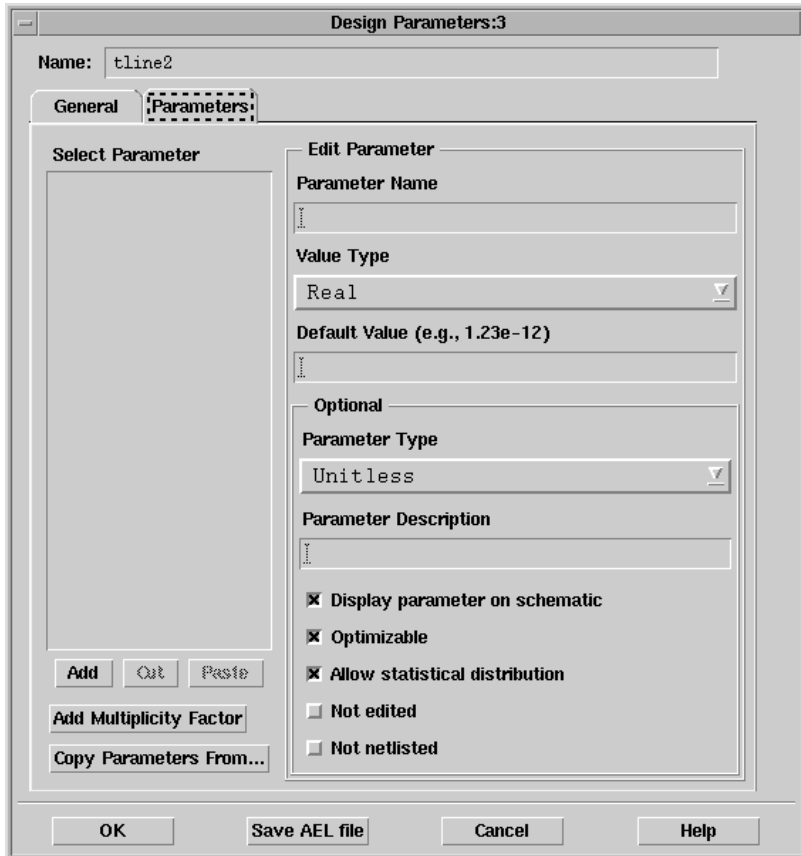 Design Parameters:3
Name: tline2
General Parameters
Select Parameter
Add Cut Paste
Add Multiplicity Factor
Copy Parameters From...
Edit Parameter
Parameter Name
Value Type
Real
Default Value (e.g., 1.23e-12)
Optional
Parameter Type
Unitless
Parameter Description
Display parameter on schematic
Optimizable
Allow statistical distribution
Not edited
Not netlisted
OK Save AEL file Cancel Help